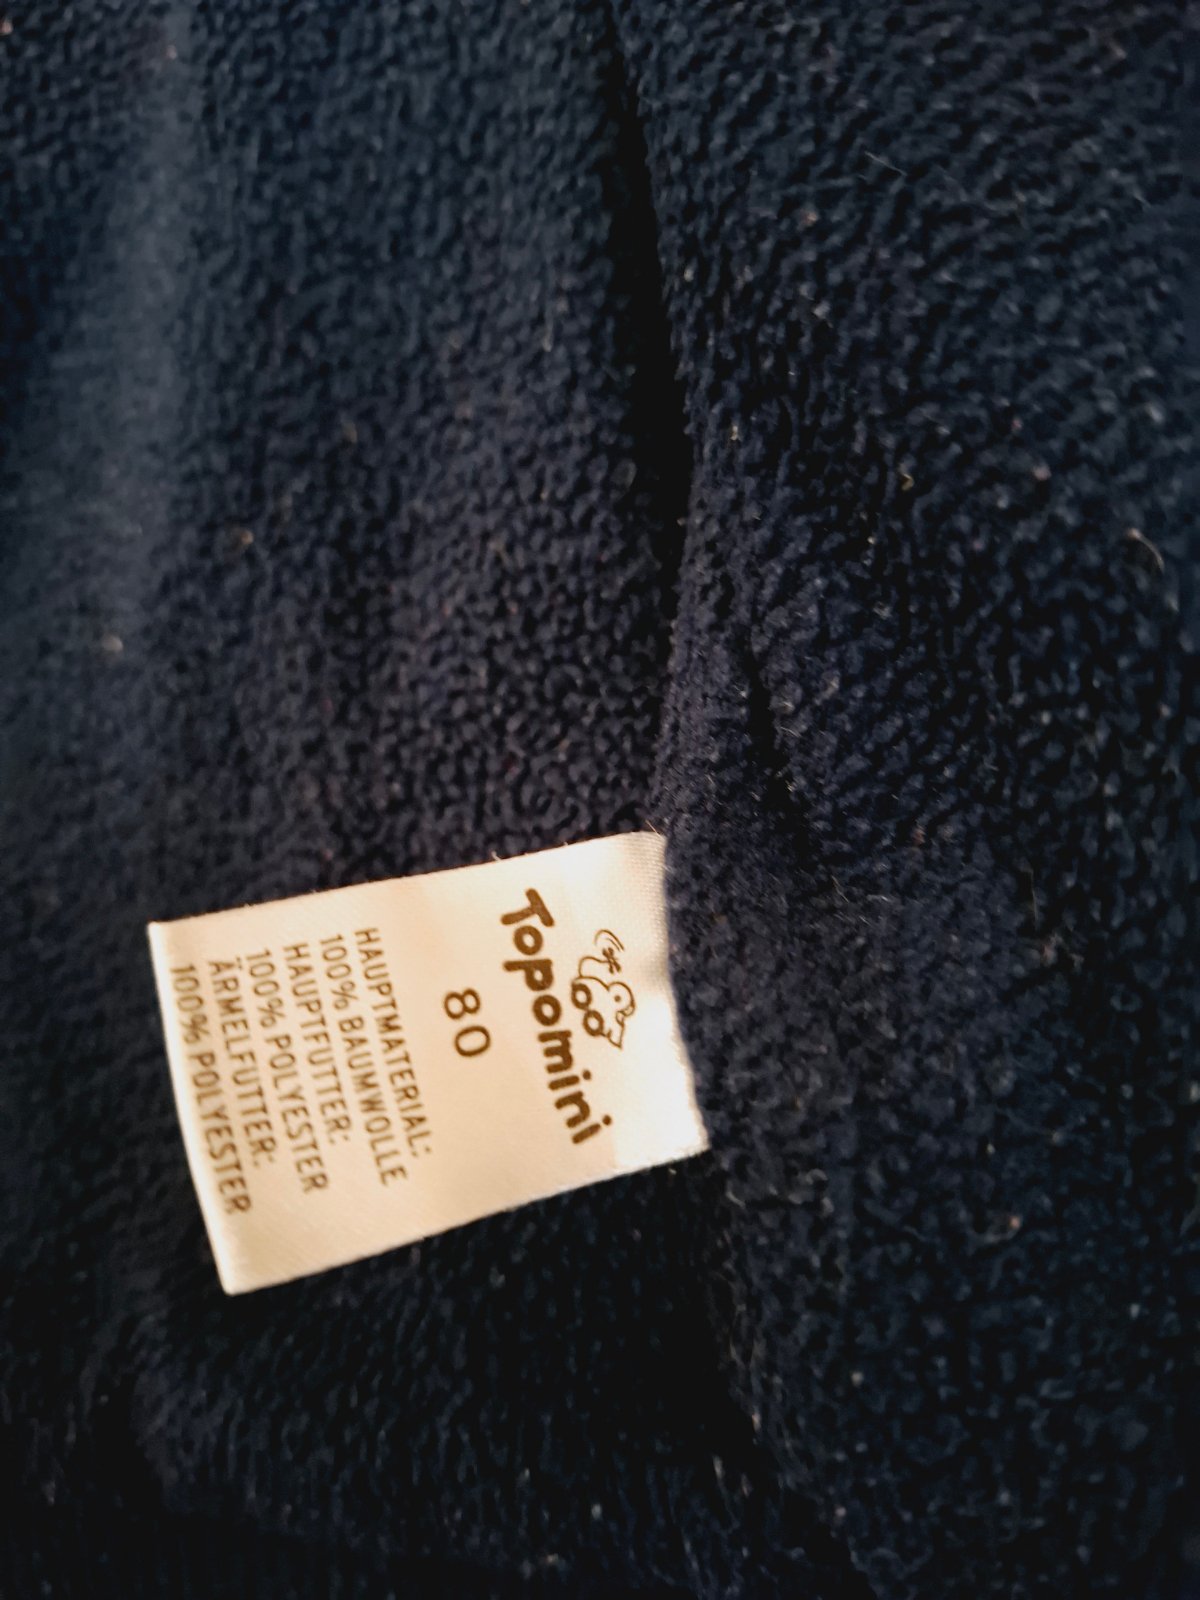 Topomini
80
HAUPTMATERIAL:
100% BAUMWOLLE
HAUPTFUTTER:
100% POLYESTER
ÄRMELFUTTER:
100% POLYESTER